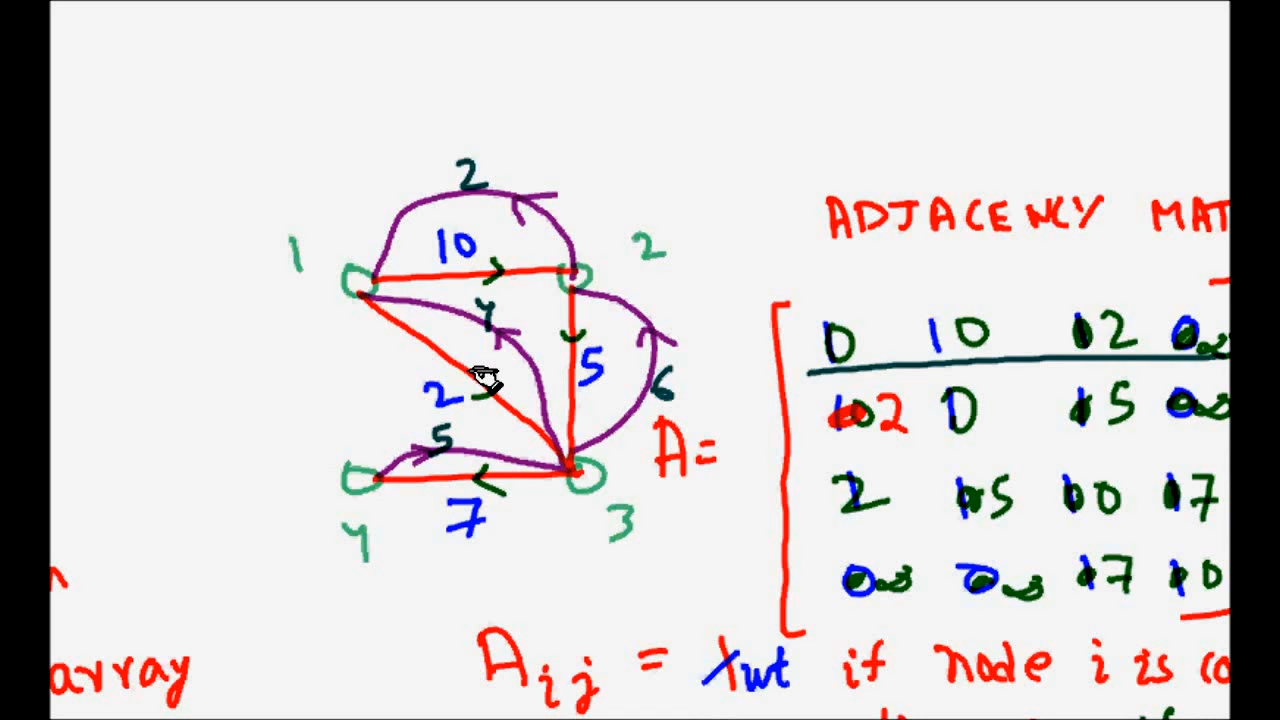 2
ADJACENCY MAT
1
10
2
0 10 2 ∞
4
2 0 5 ∞
2
5
6
A=
5
2 5 0 7
7
4
3
∞ ∞ 7 0
array
Aij = wt if node i is co